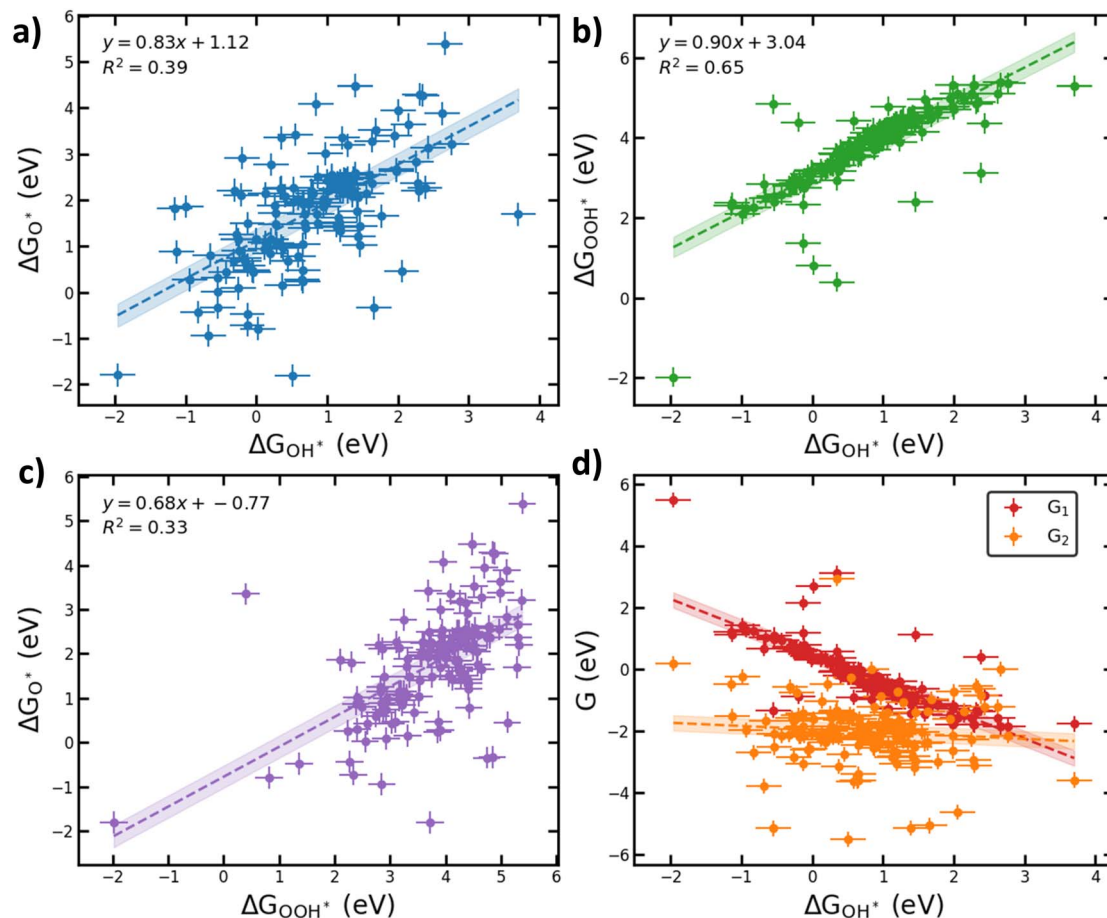 a)
y = 0.83x + 1.12
R² = 0.39
6
5
4
3
2
1
0
−1
−2
ΔG_O* (eV)
−2 −1 0 1 2 3 4
ΔG_OH* (eV)
b)
y = 0.90x + 3.04
R² = 0.65
6
4
2
0
−2
ΔG_OOH* (eV)
−2 −1 0 1 2 3 4
ΔG_OH* (eV)
c)
y = 0.68x + −0.77
R² = 0.33
6
5
4
3
2
1
0
−1
−2
ΔG_O* (eV)
−2 −1 0 1 2 3 4 5 6
ΔG_OOH* (eV)
d)
G₁
G₂
6
4
2
0
−2
−4
−6
G (eV)
−2 −1 0 1 2 3 4
ΔG_OH* (eV)